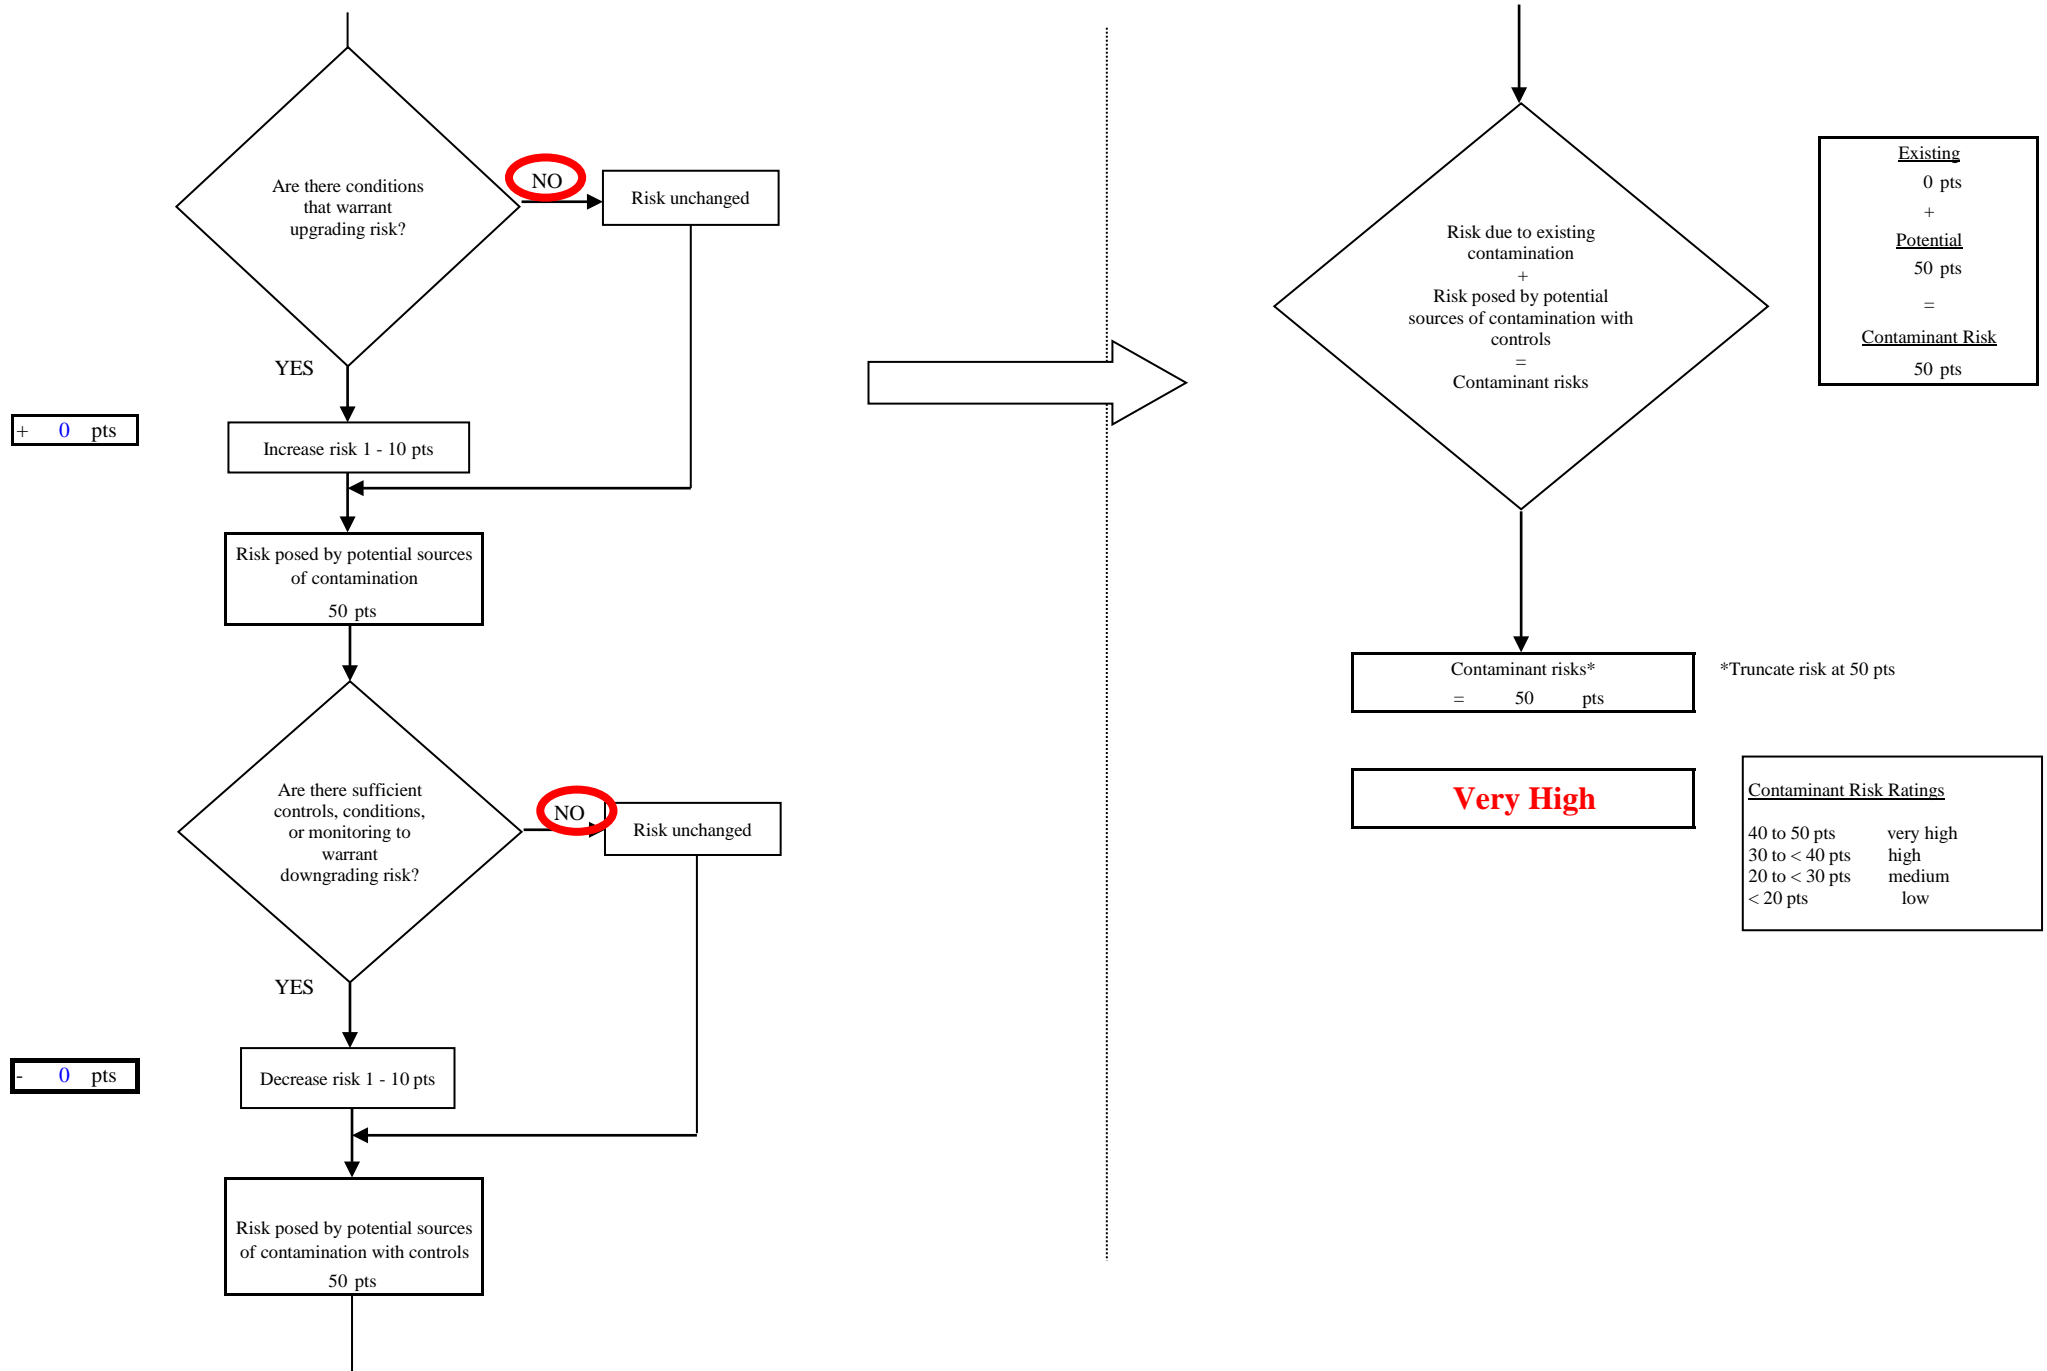 Are there conditions
that warrant
upgrading risk?
NO
Risk unchanged
YES
+ 0 pts
Increase risk 1 - 10 pts
Risk posed by potential sources
of contamination
50 pts
Are there sufficient
controls, conditions,
or monitoring to
warrant
downgrading risk?
NO
Risk unchanged
YES
- 0 pts
Decrease risk 1 - 10 pts
Risk posed by potential sources
of contamination with controls
50 pts
Risk due to existing
contamination
+
Risk posed by potential
sources of contamination with
controls
=
Contaminant risks
Existing
0 pts
+
Potential
50 pts
=
Contaminant Risk
50 pts
Contaminant risks*
= 50 pts
*Truncate risk at 50 pts
Very High
Contaminant Risk Ratings
40 to 50 pts very high
30 to < 40 pts high
20 to < 30 pts medium
< 20 pts low